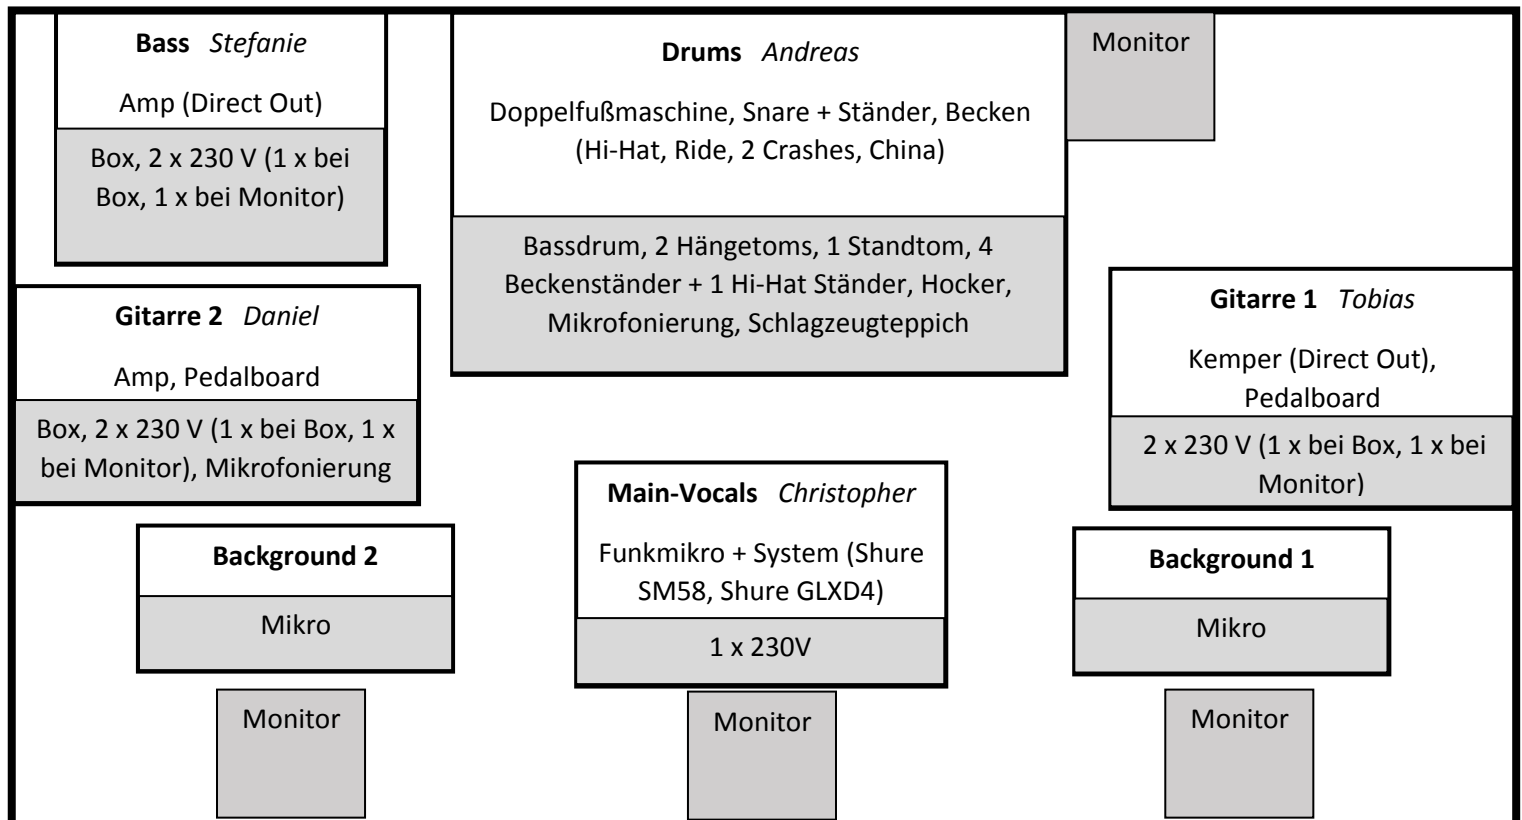 Bass Stefanie
Amp (Direct Out)
Box, 2 x 230 V (1 x bei
Box, 1 x bei Monitor)
Drums Andreas
Doppelfußmaschine, Snare + Ständer, Becken
(Hi-Hat, Ride, 2 Crashes, China)
Bassdrum, 2 Hängetoms, 1 Standtom, 4
Beckenständer + 1 Hi-Hat Ständer, Hocker,
Mikrofonierung, Schlagzeugteppich
Monitor
Gitarre 2 Daniel
Amp, Pedalboard
Box, 2 x 230 V (1 x bei Box, 1 x
bei Monitor), Mikrofonierung
Gitarre 1 Tobias
Kemper (Direct Out),
Pedalboard
2 x 230 V (1 x bei Box, 1 x bei
Monitor)
Main-Vocals Christopher
Funkmikro + System (Shure
SM58, Shure GLXD4)
1 x 230V
Background 2
Mikro
Background 1
Mikro
Monitor
Monitor
Monitor